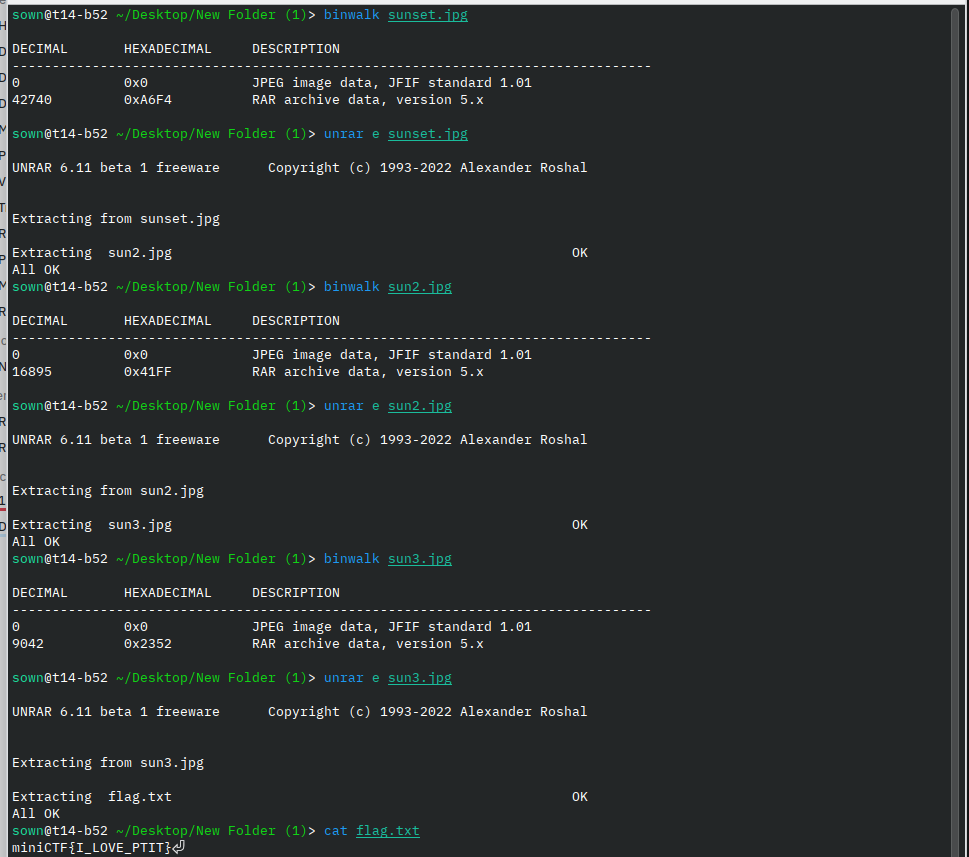 sown@t14-b52 ~/Desktop/New Folder (1)> binwalk sunset.jpg
DECIMAL       HEXADECIMAL     DESCRIPTION
--------------------------------------------------------------------------------
0             0x0             JPEG image data, JFIF standard 1.01
42740         0xA6F4          RAR archive data, version 5.x
sown@t14-b52 ~/Desktop/New Folder (1)> unrar e sunset.jpg
UNRAR 6.11 beta 1 freeware      Copyright (c) 1993-2022 Alexander Roshal
Extracting from sunset.jpg
Extracting  sun2.jpg                                                  OK
All OK
sown@t14-b52 ~/Desktop/New Folder (1)> binwalk sun2.jpg
DECIMAL       HEXADECIMAL     DESCRIPTION
--------------------------------------------------------------------------------
0             0x0             JPEG image data, JFIF standard 1.01
16895         0x41FF          RAR archive data, version 5.x
sown@t14-b52 ~/Desktop/New Folder (1)> unrar e sun2.jpg
UNRAR 6.11 beta 1 freeware      Copyright (c) 1993-2022 Alexander Roshal
Extracting from sun2.jpg
Extracting  sun3.jpg                                                  OK
All OK
sown@t14-b52 ~/Desktop/New Folder (1)> binwalk sun3.jpg
DECIMAL       HEXADECIMAL     DESCRIPTION
--------------------------------------------------------------------------------
0             0x0             JPEG image data, JFIF standard 1.01
9042          0x2352          RAR archive data, version 5.x
sown@t14-b52 ~/Desktop/New Folder (1)> unrar e sun3.jpg
UNRAR 6.11 beta 1 freeware      Copyright (c) 1993-2022 Alexander Roshal
Extracting from sun3.jpg
Extracting  flag.txt                                                  OK
All OK
sown@t14-b52 ~/Desktop/New Folder (1)> cat flag.txt
miniCTF{I_LOVE_PTIT}⏎